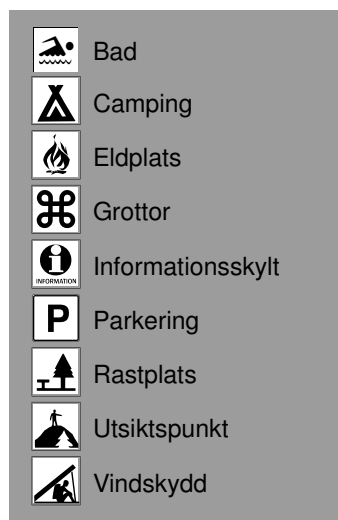 Bad
Camping
Eldplats
Grottor
INFORMATION
Informationsskylt
P
Parkering
Rastplats
Utsiktspunkt
Vindskydd